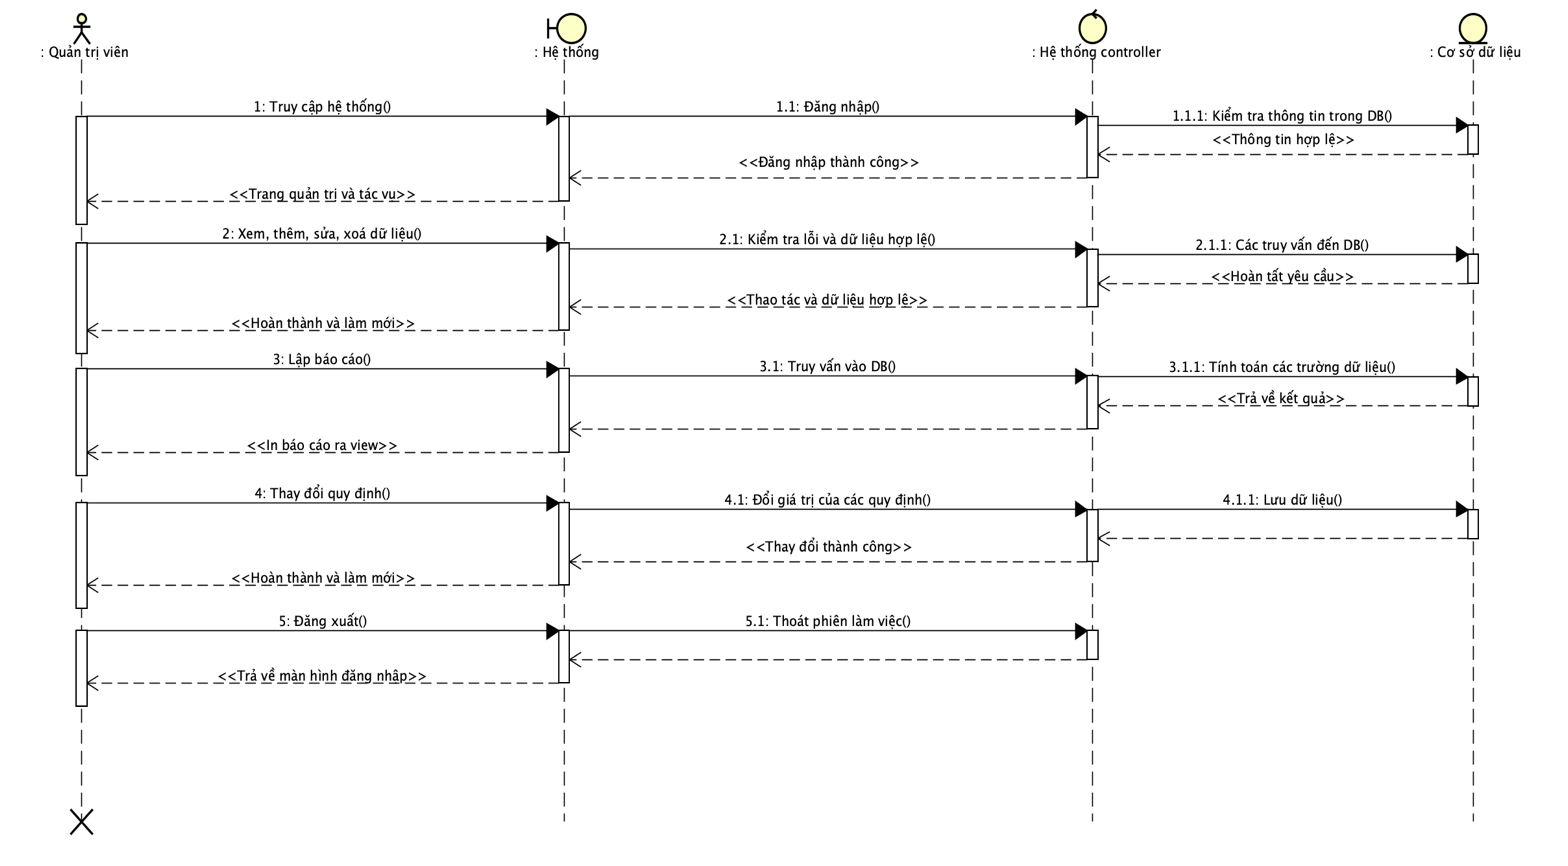 : Quản trị viên
: Hệ thống
: Hệ thống controller
: Cơ sở dữ liệu
1: Truy cập hệ thống()
1.1: Đăng nhập()
1.1.1: Kiểm tra thông tin trong DB()
<<Thông tin hợp lệ>>
<<Đăng nhập thành công>>
<<Trang quản trị và tác vụ>>
2: Xem, thêm, sửa, xoá dữ liệu()
2.1: Kiểm tra lỗi và dữ liệu hợp lệ()
2.1.1: Các truy vấn đến DB()
<<Hoàn tất yêu cầu>>
<<Thao tác và dữ liệu hợp lệ>>
<<Hoàn thành và làm mới>>
3: Lập báo cáo()
3.1: Truy vấn vào DB()
3.1.1: Tính toán các trường dữ liệu()
<<Trả về kết quả>>
<<In báo cáo ra view>>
4: Thay đổi quy định()
4.1: Đổi giá trị của các quy định()
4.1.1: Lưu dữ liệu()
<<Thay đổi thành công>>
<<Hoàn thành và làm mới>>
5: Đăng xuất()
5.1: Thoát phiên làm việc()
<<Trả về màn hình đăng nhập>>